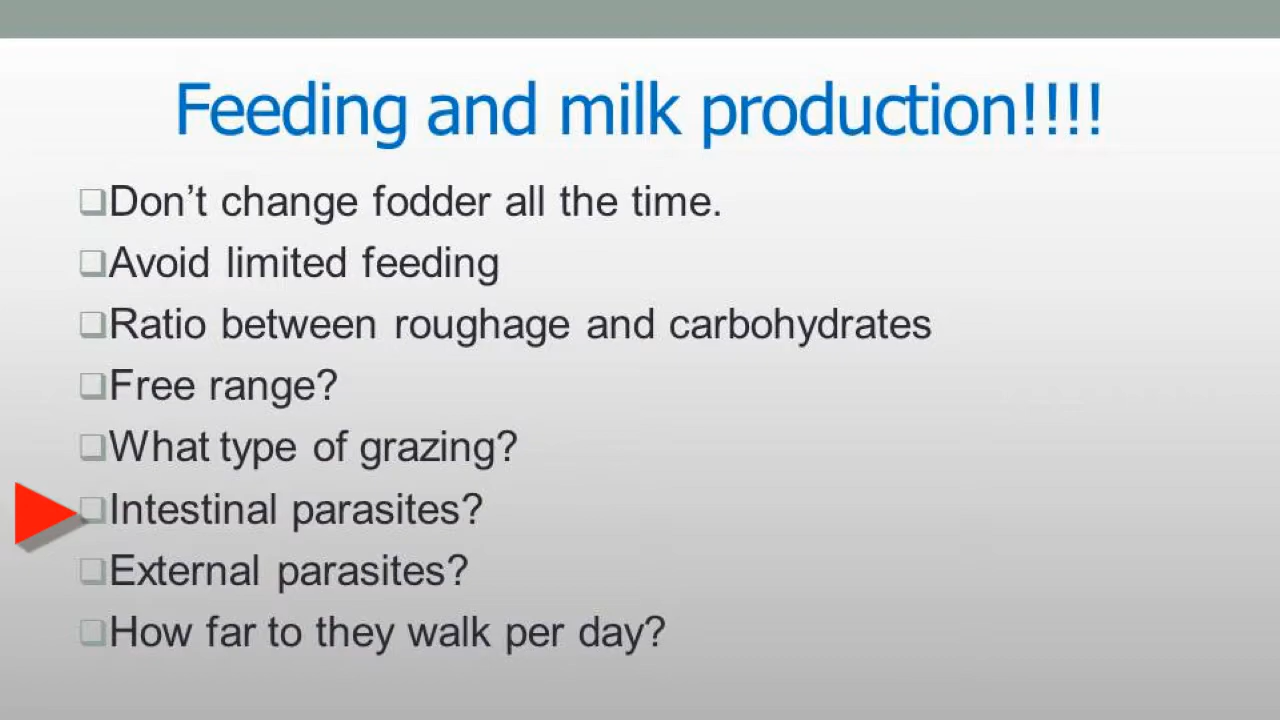 Feeding and milk production!!!!
Don’t change fodder all the time.
Avoid limited feeding
Ratio between roughage and carbohydrates
Free range?
What type of grazing?
Intestinal parasites?
External parasites?
How far to they walk per day?